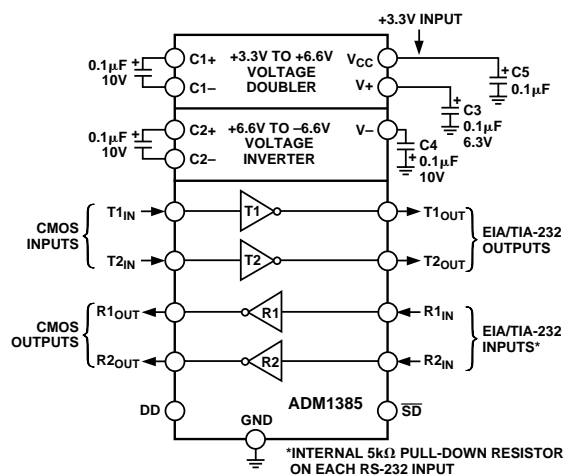 +3.3V INPUT
0.1µF
10V
+
C1+
C1–
+3.3V TO +6.6V
VOLTAGE
DOUBLER
VCC
V+
+
C5
0.1µF
+
C3
0.1µF
6.3V
0.1µF
10V
+
C2+
C2–
+6.6V TO –6.6V
VOLTAGE
INVERTER
V–
C4
+
0.1µF
10V
CMOS
INPUTS
T1IN
T1
T1OUT
EIA/TIA-232
OUTPUTS
T2IN
T2
T2OUT
CMOS
OUTPUTS
R1OUT
R1
R1IN
EIA/TIA-232
INPUTS*
R2OUT
R2
R2IN
DD
GND
ADM1385
SD
*INTERNAL 5kΩ PULL-DOWN RESISTOR
ON EACH RS-232 INPUT